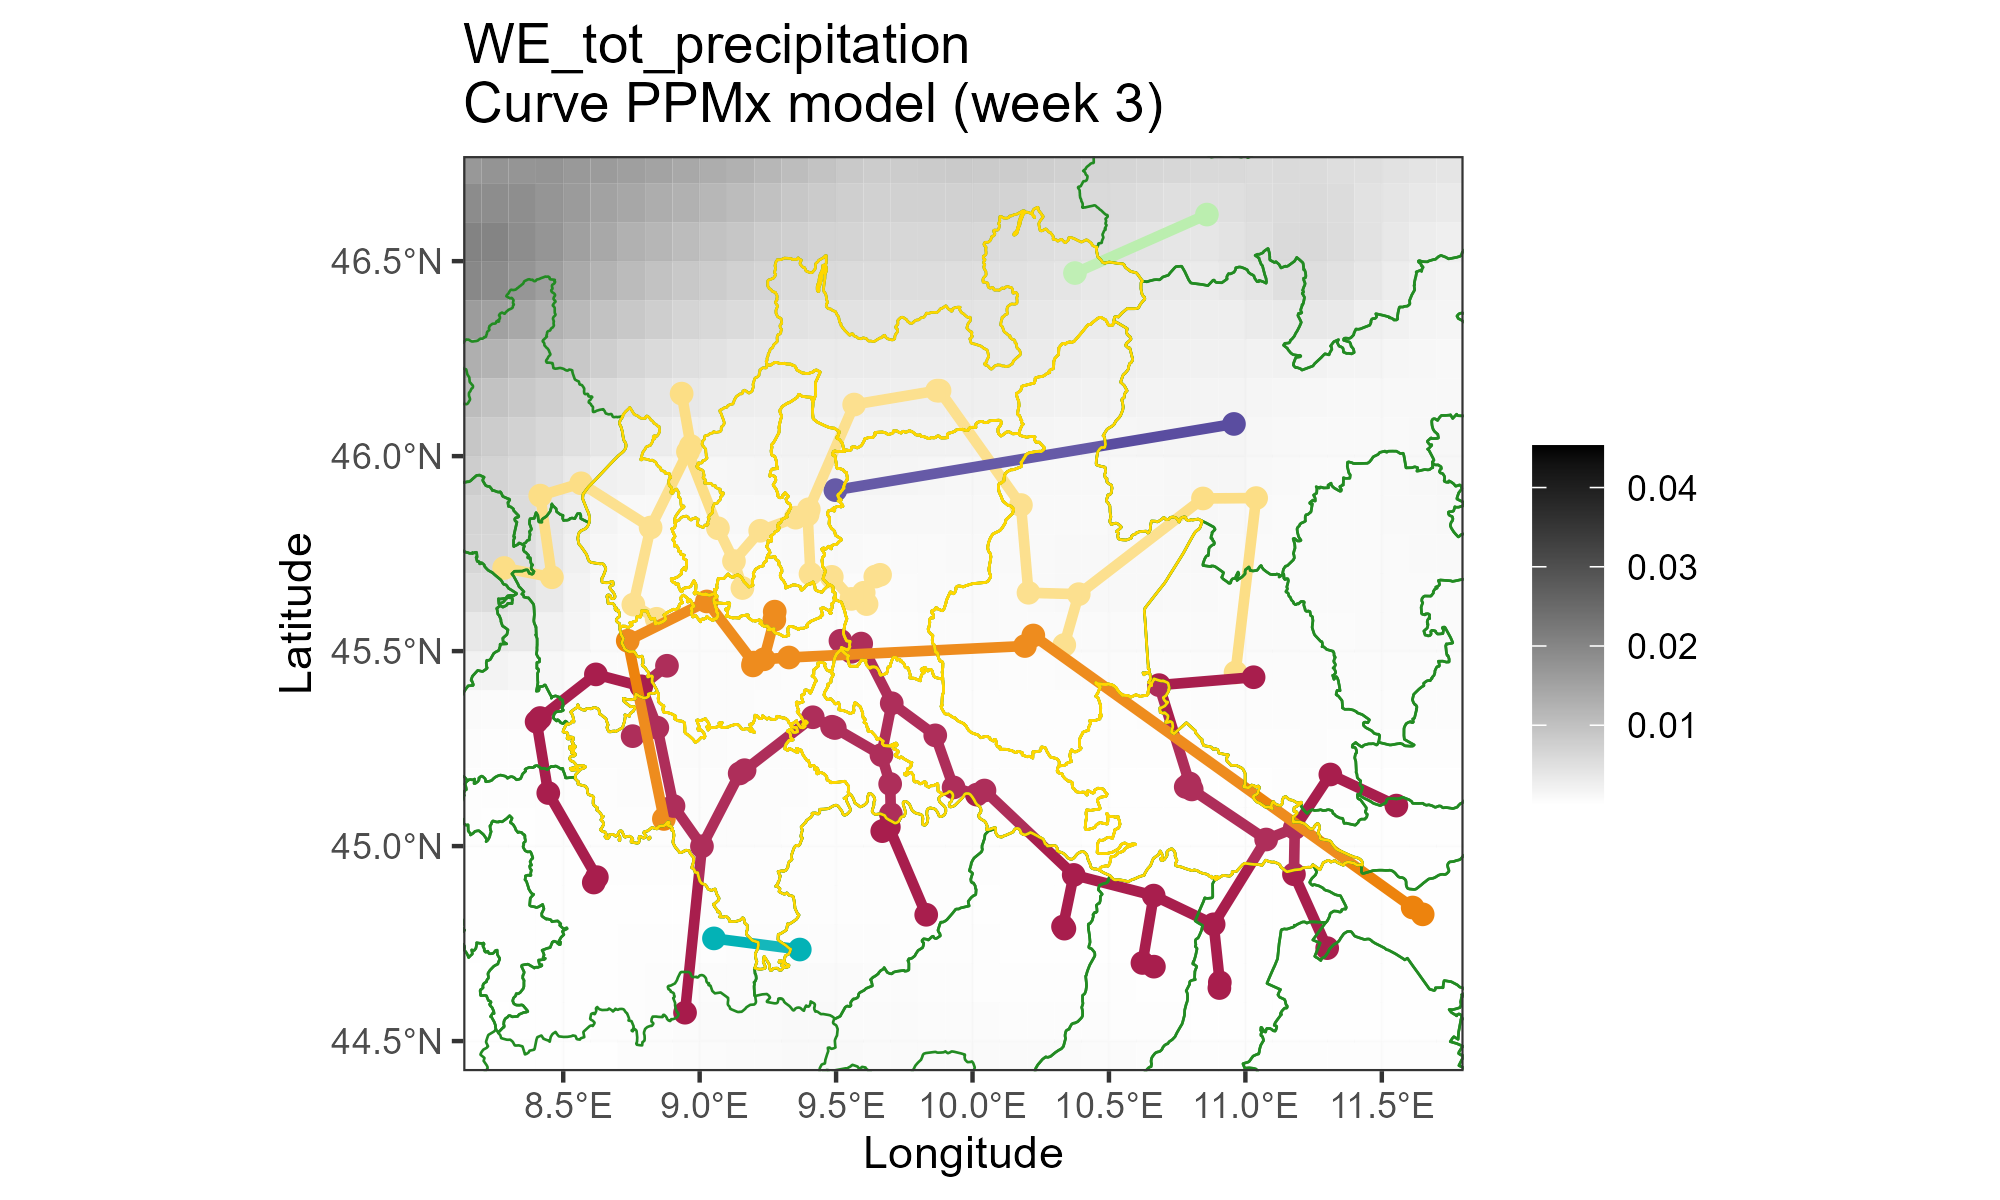 WE_tot_precipitation
Curve PPMx model (week 3)
46.5°N
46.0°N
45.5°N
45.0°N
44.5°N
Latitude
8.5°E
9.0°E
9.5°E
10.0°E
10.5°E
11.0°E
11.5°E
Longitude
0.04
0.03
0.02
0.01